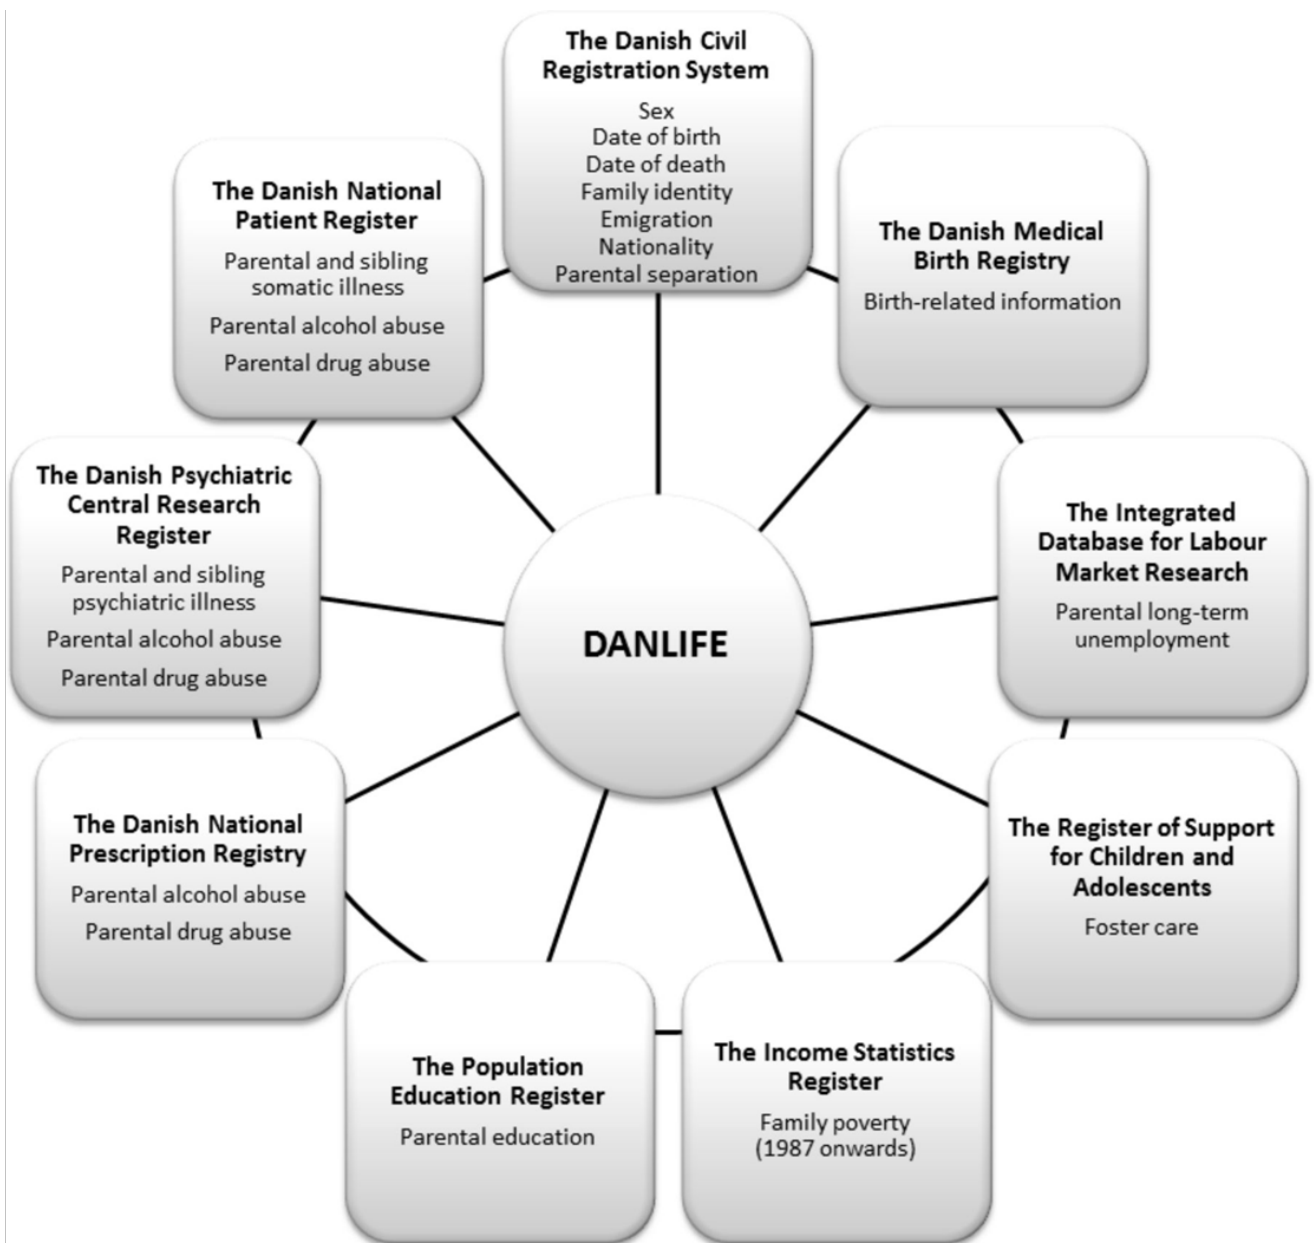 The Danish Civil
Registration System
Sex
Date of birth
Date of death
Family identity
Emigration
Nationality
Parental separation
The Danish Medical
Birth Registry
Birth-related information
The Integrated
Database for Labour
Market Research
Parental long-term
unemployment
The Register of Support
for Children and
Adolescents
Foster care
The Income Statistics
Register
Family poverty
(1987 onwards)
The Population
Education Register
Parental education
The Danish National
Prescription Registry
Parental alcohol abuse
Parental drug abuse
The Danish Psychiatric
Central Research
Register
Parental and sibling
psychiatric illness
Parental alcohol abuse
Parental drug abuse
The Danish National
Patient Register
Parental and sibling
somatic illness
Parental alcohol abuse
Parental drug abuse
DANLIFE